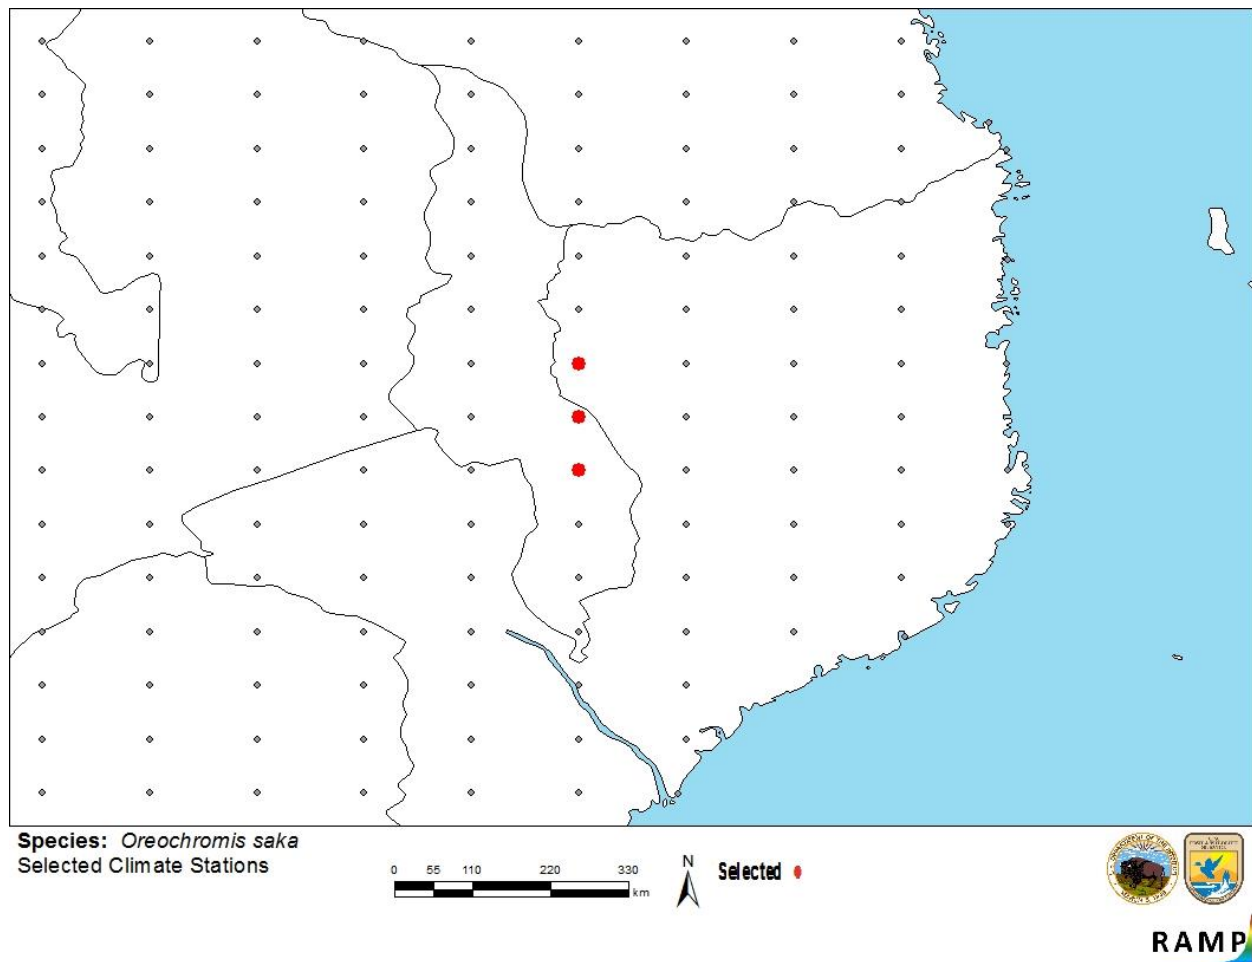 Species: Oreochromis saka
Selected Climate Stations
0 55 110 220 330
km
N
Selected
RAMP